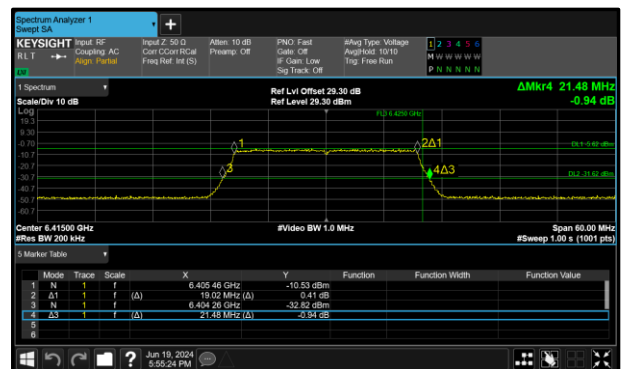 Spectrum Analyzer 1
Swept SA
+
KEYSIGHT Input: RF Input Z: 50 Ω Atten: 10 dB PNO: Fast #Avg Type: Voltage 1 2 3 4 5 6
RLT Coupling: AC Corr CCorr RCal Preamp: Off Gate: Off Avg|Hold: 10/10 M W W W W W
Align: Partial Freq Ref: Int (S) IF Gain: Low Trig: Free Run
Sig Track: Off P N N N N N
1 Spectrum Ref Lvl Offset 29.30 dB ΔMkr4 21.48 MHz
Scale/Div 10 dB Ref Level 29.30 dBm -0.94 dB
Log
19.3 FL3 6.4250 GHz
9.30
-0.70 1 2Δ1 DL1 -5.62 dBm
-10.7
-20.7 3 4Δ3
-30.7 DL2 -31.62 dBm
-40.7
-50.7
-60.7
Center 6.41500 GHz #Video BW 1.0 MHz Span 60.00 MHz
#Res BW 200 kHz #Sweep 1.00 s (1001 pts)
5 Marker Table
Mode Trace Scale X Y Function Function Width Function Value
1 N 1 f 6.405 46 GHz -10.53 dBm
2 Δ1 1 f (Δ) 19.02 MHz (Δ) 0.41 dB
3 N 1 f 6.404 26 GHz -32.82 dBm
4 Δ3 1 f (Δ) 21.48 MHz (Δ) -0.94 dB
5
6
? Jun 19, 2024
5:55:24 PM